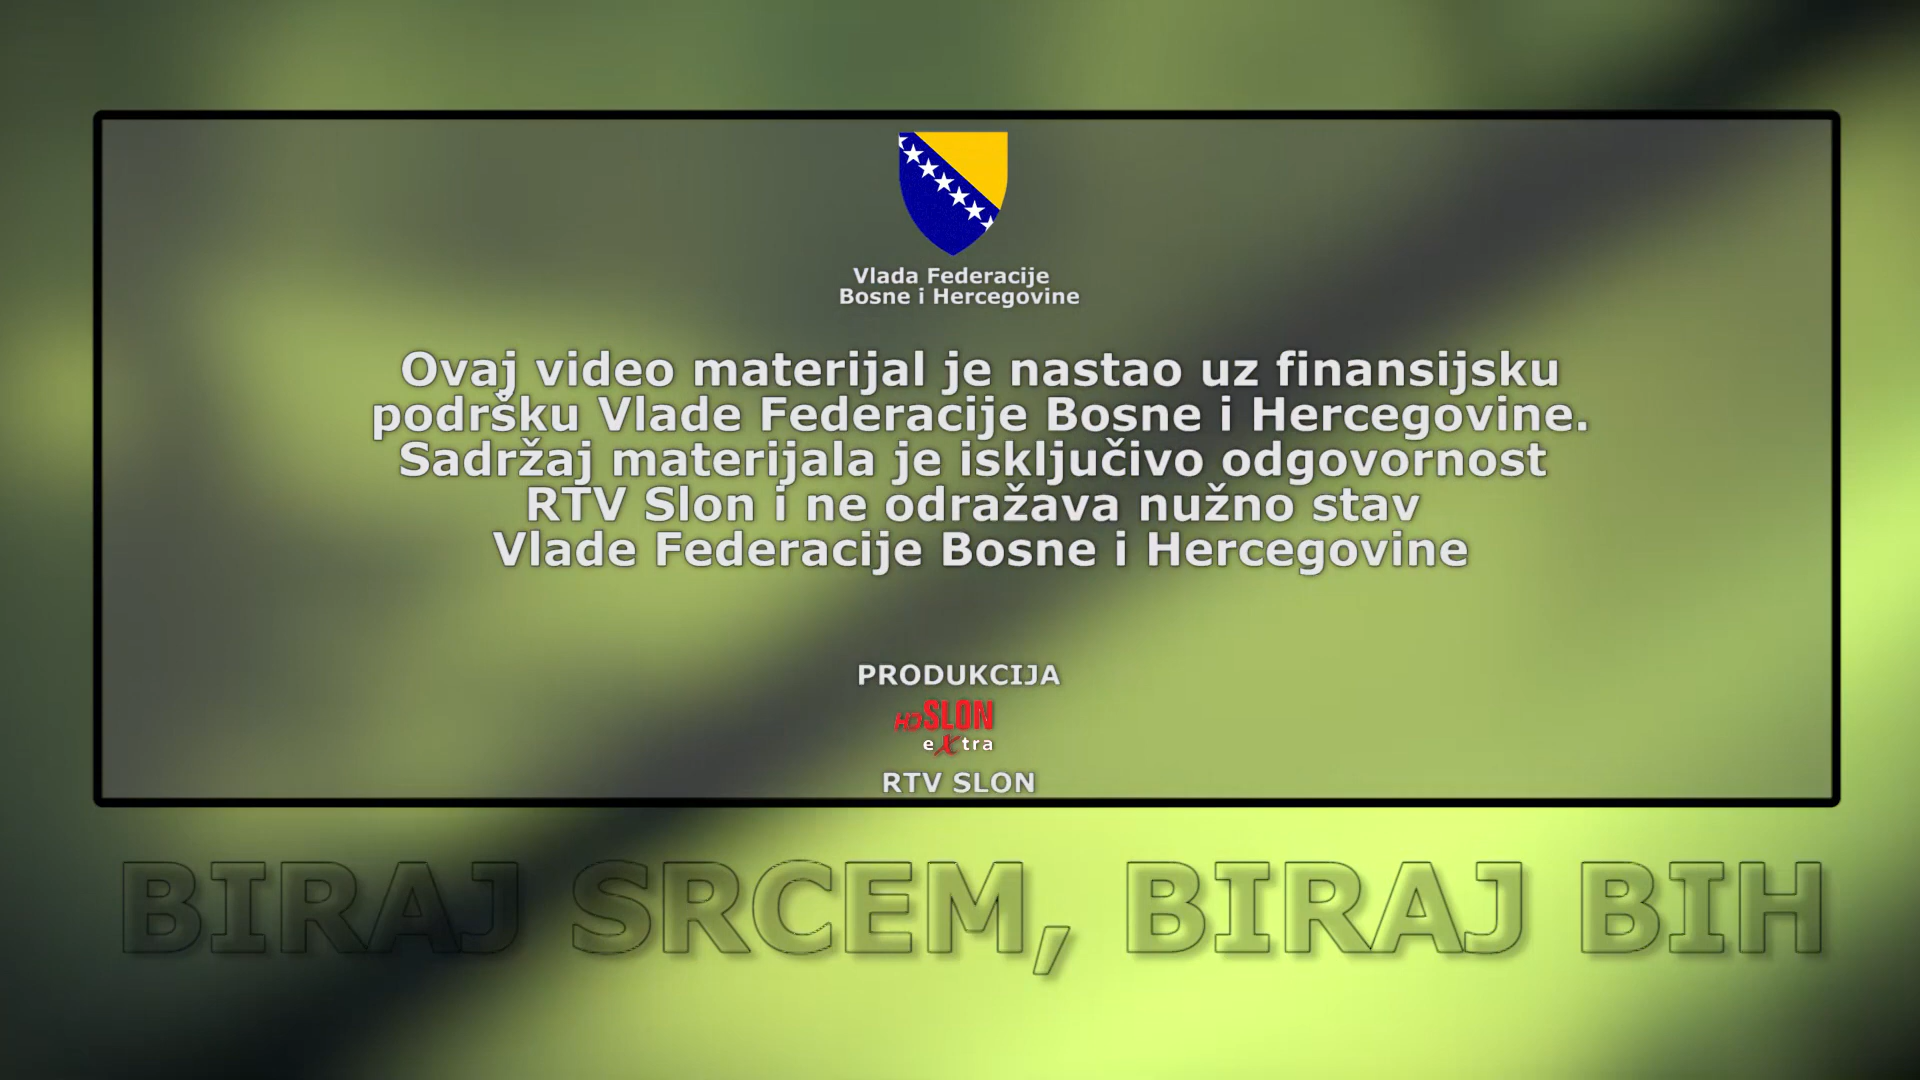 Vlada Federacije
Bosne i Hercegovine
Ovaj video materijal je nastao uz finansijsku
podršku Vlade Federacije Bosne i Hercegovine.
Sadržaj materijala je isključivo odgovornost
RTV Slon i ne odražava nužno stav
Vlade Federacije Bosne i Hercegovine
PRODUKCIJA
HD SLON
eXtra
RTV SLON
BIRAJ SRCEM, BIRAJ BIH